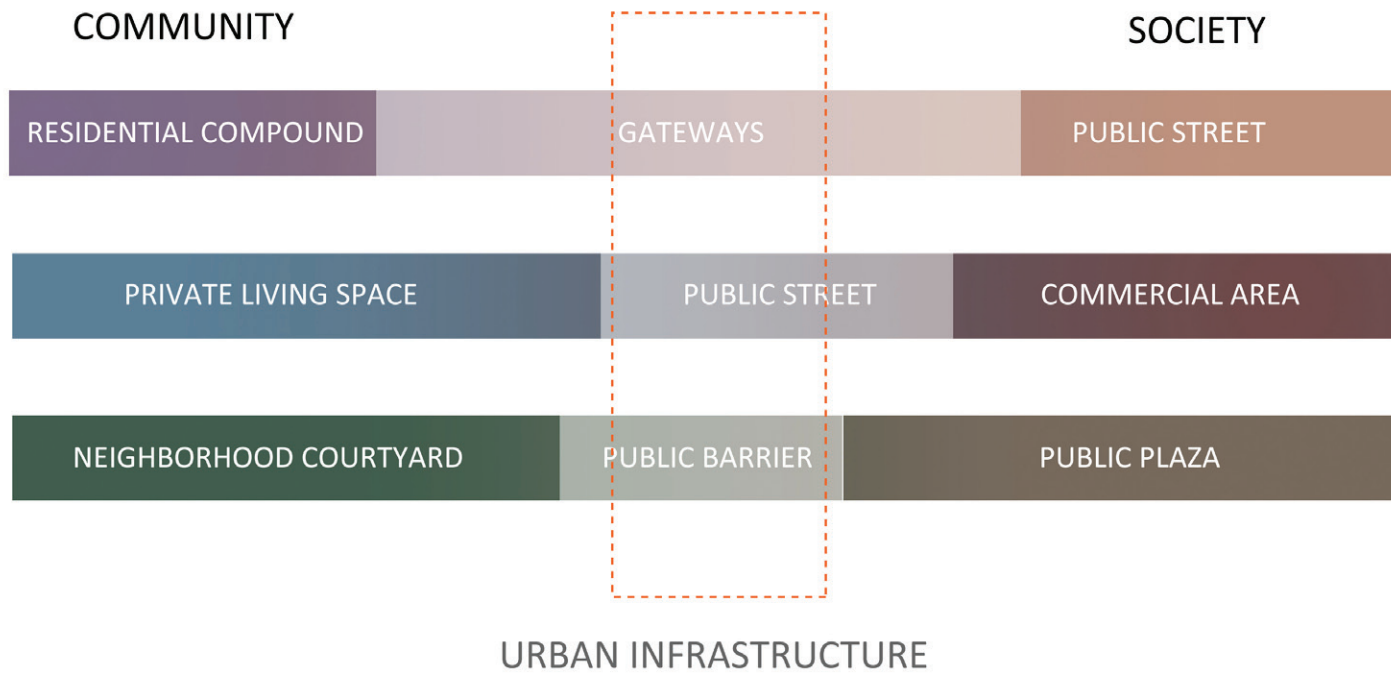 COMMUNITY
SOCIETY
RESIDENTIAL COMPOUND
GATEWAYS
PUBLIC STREET
PRIVATE LIVING SPACE
PUBLIC STREET
COMMERCIAL AREA
NEIGHBORHOOD COURTYARD
PUBLIC BARRIER
PUBLIC PLAZA
URBAN INFRASTRUCTURE